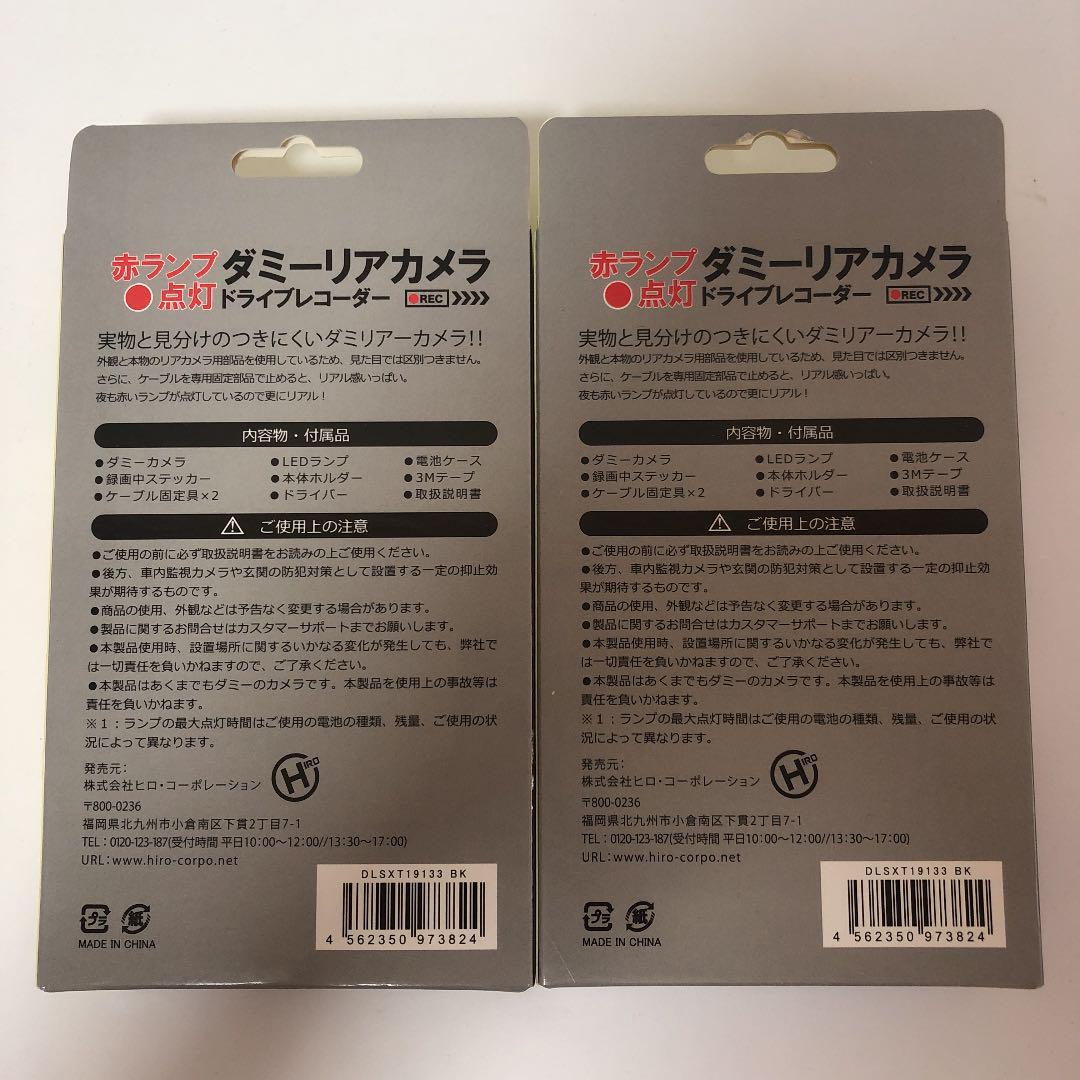 赤ランプ ダミーリアカメラ
●点灯 ドライブレコーダー ●REC
実物と見分けのつきにくいダミリアーカメラ!!
外観と本物のリアカメラ用部品を使用しているため、見た目では区別つきません。
さらに、ケーブルを専用固定部品で止めると、リアル感いっぱい。
夜も赤いランプが点灯しているので更にリアル！
内容物・付属品
●ダミーカメラ ●LEDランプ ●電池ケース
●録画中ステッカー ●本体ホルダー ●3Mテープ
●ケーブル固定具×2 ●ドライバー ●取扱説明書
ご使用上の注意
●ご使用の前に必ず取扱説明書をお読みの上ご使用ください。
●後方、車内監視カメラや玄関の防犯対策として設置する一定の抑止効
果が期待するものです。
●商品の使用、外観などは予告なく変更する場合があります。
●製品に関するお問合せはカスタマーサポートまでお願いします。
●本製品使用時、設置場所に関するいかなる変化が発生しても、弊社で
は一切責任を負いかねますので、ご了承ください。
●本製品はあくまでもダミーのカメラです。本製品を使用上の事故等は
責任を負いかねます。
※1：ランプの最大点灯時間はご使用の電池の種類、残量、ご使用の状
況によって異なります。
発売元：
株式会社ヒロ・コーポレーション
HIRO
〒800-0236
福岡県北九州市小倉南区下貫2丁目7-1
TEL：0120-123-187(受付時間 平日10:00〜12:00//13:30〜17:00)
URL：www.hiro-corpo.net
プラ 紙
MADE IN CHINA
DLSXT19133 BK
4 562350 973824
赤ランプ ダミーリアカメラ
●点灯 ドライブレコーダー ●REC
実物と見分けのつきにくいダミリアーカメラ!!
外観と本物のリアカメラ用部品を使用しているため、見た目では区別つきません。
さらに、ケーブルを専用固定部品で止めると、リアル感いっぱい。
夜も赤いランプが点灯しているので更にリアル！
内容物・付属品
●ダミーカメラ ●LEDランプ ●電池ケース
●録画中ステッカー ●本体ホルダー ●3Mテープ
●ケーブル固定具×2 ●ドライバー ●取扱説明書
ご使用上の注意
●ご使用の前に必ず取扱説明書をお読みの上ご使用ください。
●後方、車内監視カメラや玄関の防犯対策として設置する一定の抑止効
果が期待するものです。
●商品の使用、外観などは予告なく変更する場合があります。
●製品に関するお問合せはカスタマーサポートまでお願いします。
●本製品使用時、設置場所に関するいかなる変化が発生しても、弊社で
は一切責任を負いかねますので、ご了承ください。
●本製品はあくまでもダミーのカメラです。本製品を使用上の事故等は
責任を負いかねます。
※1：ランプの最大点灯時間はご使用の電池の種類、残量、ご使用の状
況によって異なります。
発売元：
株式会社ヒロ・コーポレーション
HIRO
〒800-0236
福岡県北九州市小倉南区下貫2丁目7-1
TEL：0120-123-187(受付時間 平日10:00〜12:00//13:30〜17:00)
URL：www.hiro-corpo.net
プラ 紙
MADE IN CHINA
DLSXT19133 BK
4 562350 973824